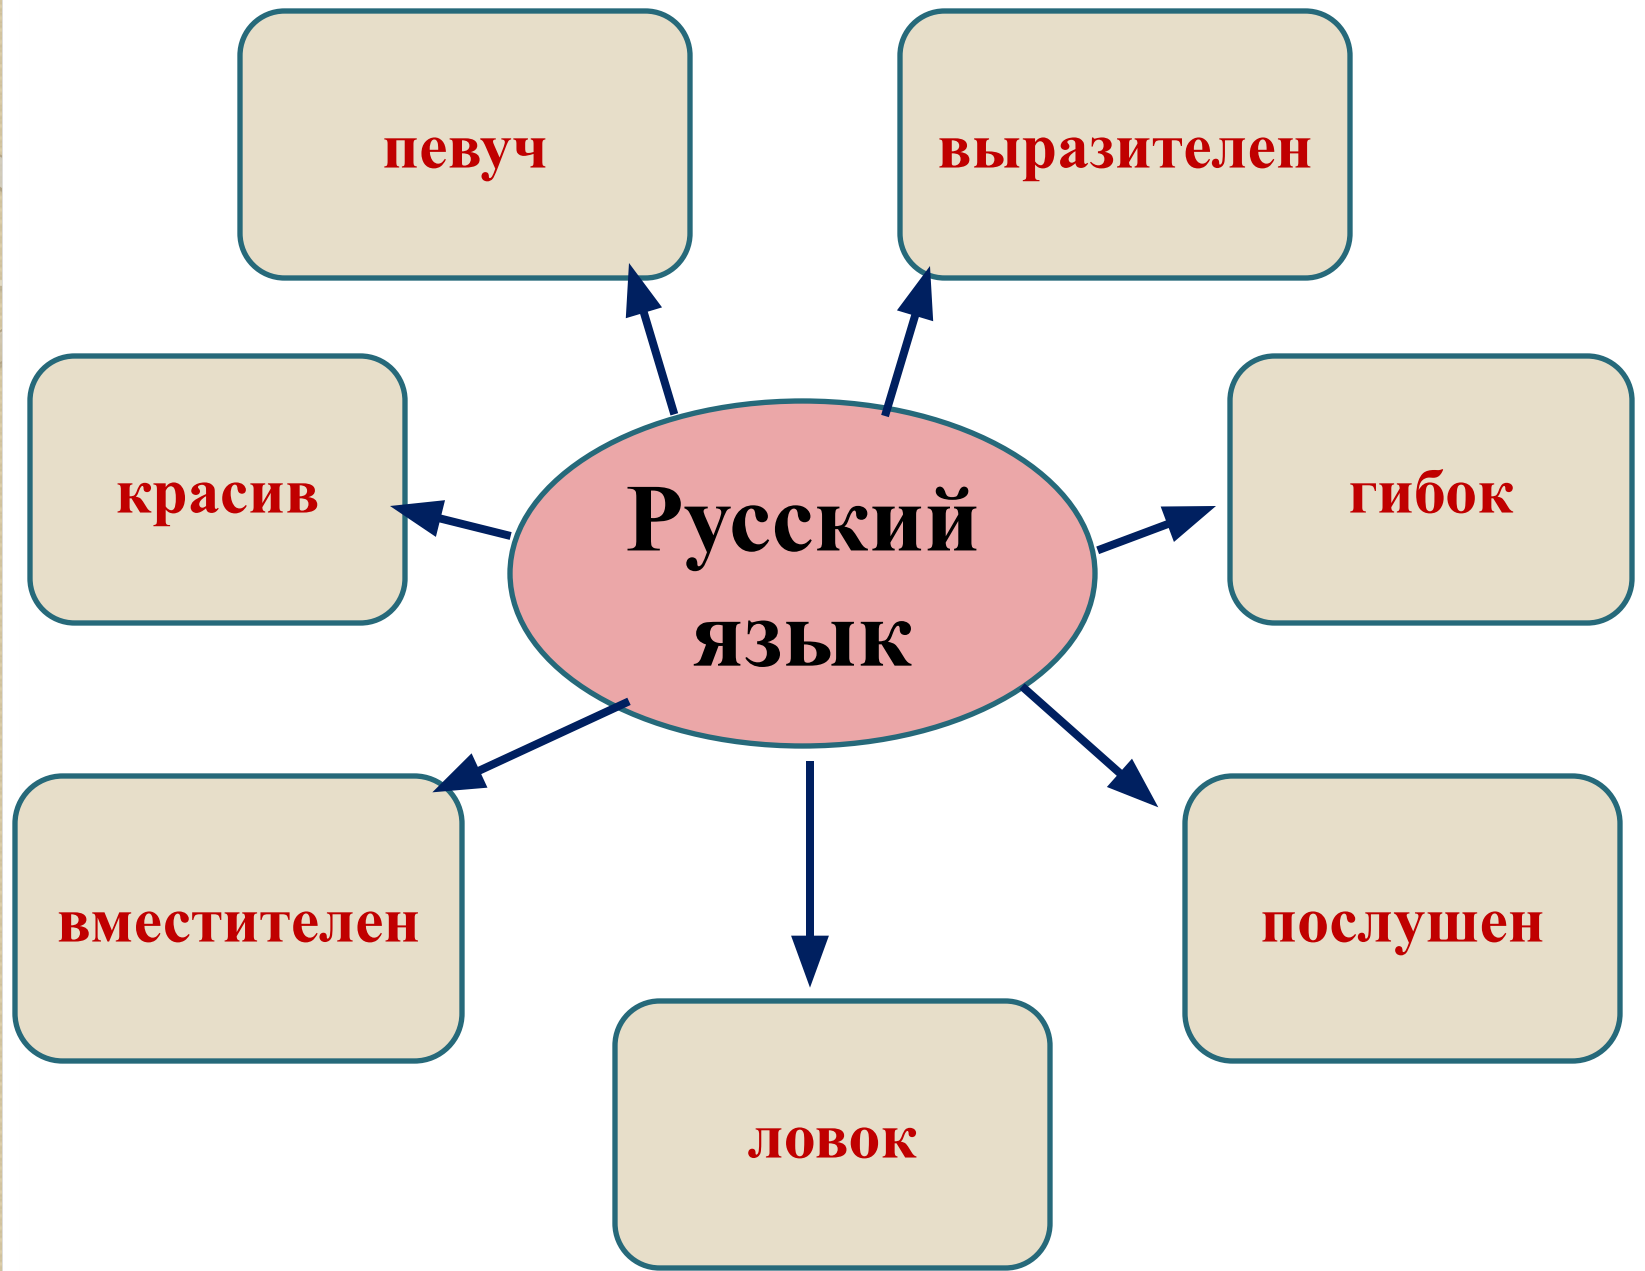 певуч
выразителен
красив
гибок
Русский
язык
вместителен
послушен
ловок